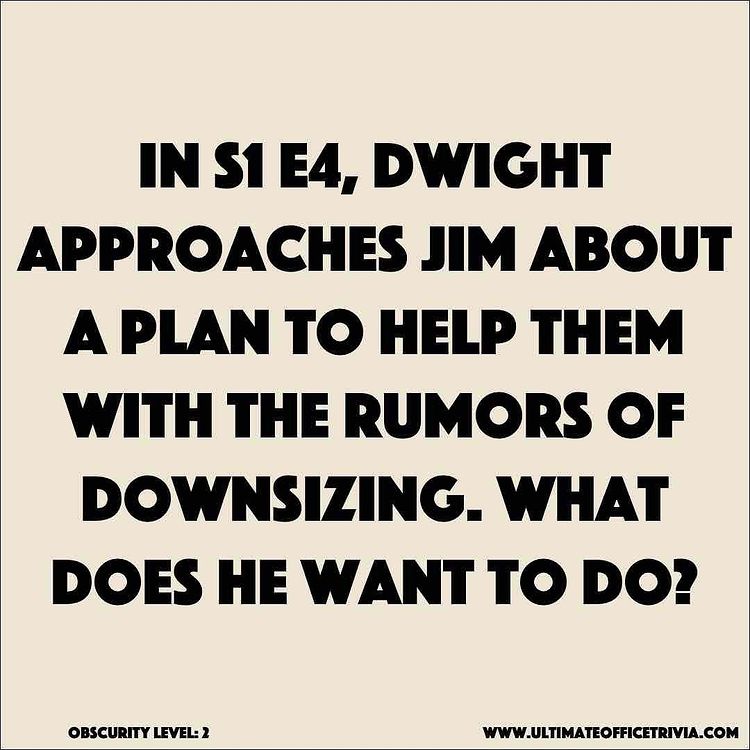 IN S1 E4, DWIGHT
APPROACHES JIM ABOUT
A PLAN TO HELP THEM
WITH THE RUMORS OF
DOWNSIZING. WHAT
DOES HE WANT TO DO?
OBSCURITY LEVEL: 2
WWW.ULTIMATEOFFICETRIVIA.COM